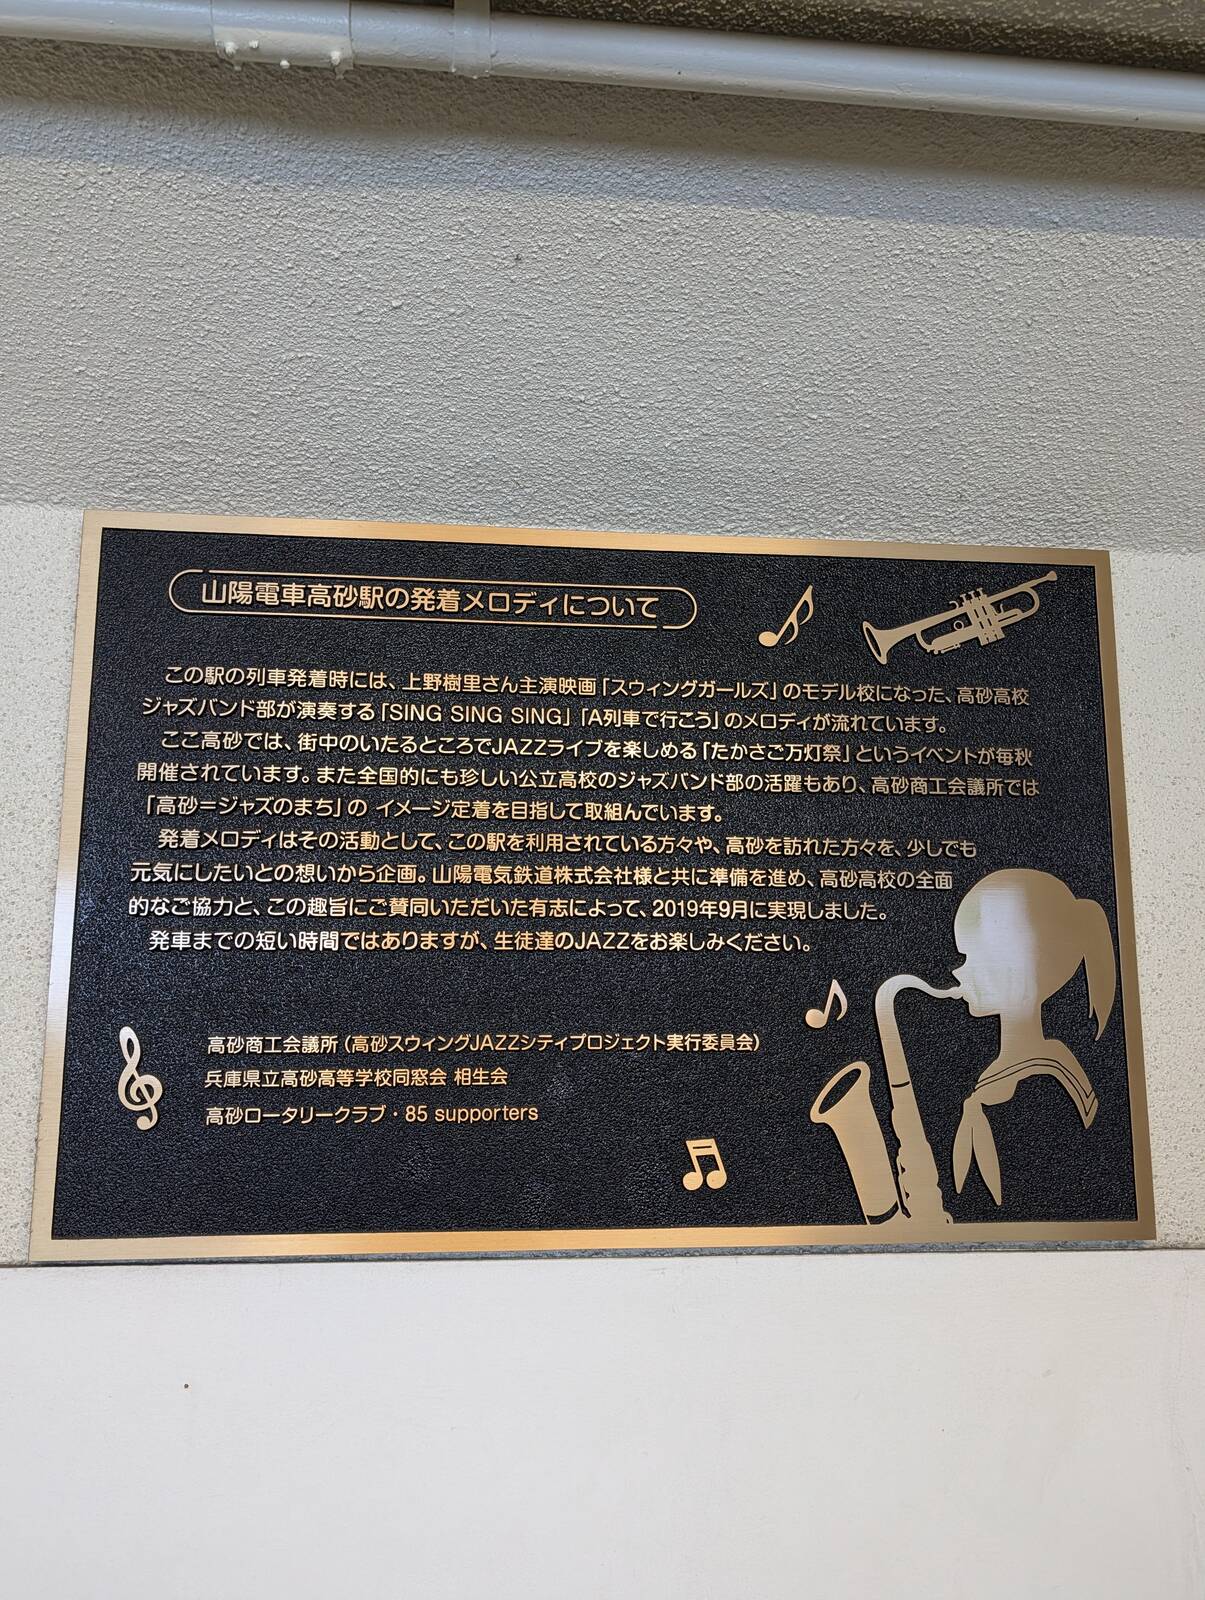 山陽電車高砂駅の発着メロディについて
この駅の列車発着時には、上野樹里さん主演映画「スウィングガールズ」のモデル校になった、高砂高校
ジャズバンド部が演奏する「SING SING SING」「A列車で行こう」のメロディが流れています。
ここ高砂では、街中のいたるところでJAZZライブを楽しめる「たかさご万灯祭」というイベントが毎秋
開催されています。また全国的にも珍しい公立高校のジャズバンド部の活躍もあり、高砂商工会議所では
「高砂＝ジャズのまち」の イメージ定着を目指して取組んでいます。
発着メロディはその活動として、この駅を利用されている方々や、高砂を訪れた方々を、少しでも
元気にしたいとの想いから企画。山陽電気鉄道株式会社様と共に準備を進め、高砂高校の全面
的なご協力と、この趣旨にご賛同いただいた有志によって、2019年9月に実現しました。
発車までの短い時間ではありますが、生徒達のJAZZをお楽しみください。
高砂商工会議所（高砂スウィングJAZZシティプロジェクト実行委員会）
兵庫県立高砂高等学校同窓会 相生会
高砂ロータリークラブ・85 supporters